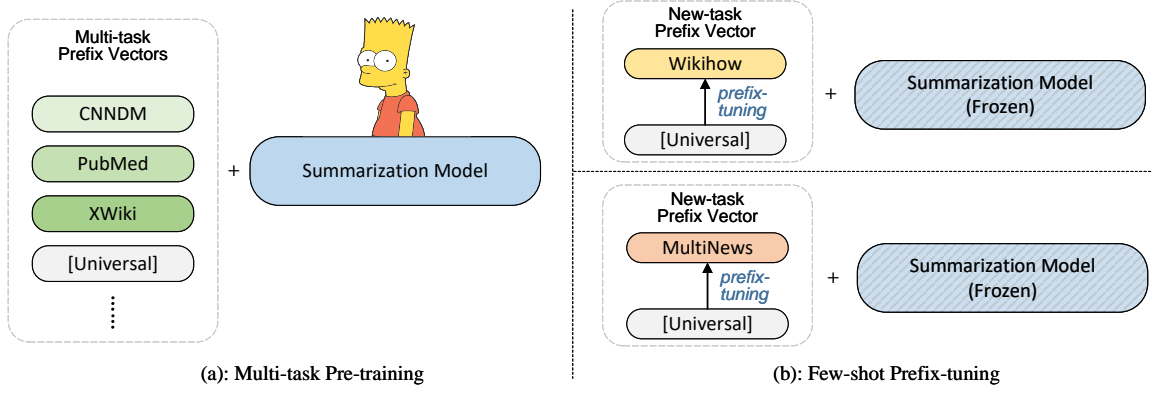 Multi-task
Prefix Vectors
CNNDM
PubMed
XWiki
[Universal]
+
Summarization Model
(a): Multi-task Pre-training
New-task
Prefix Vector
Wikihow
prefix-
tuning
[Universal]
+
Summarization Model
(Frozen)
New-task
Prefix Vector
MultiNews
prefix-
tuning
[Universal]
+
Summarization Model
(Frozen)
(b): Few-shot Prefix-tuning